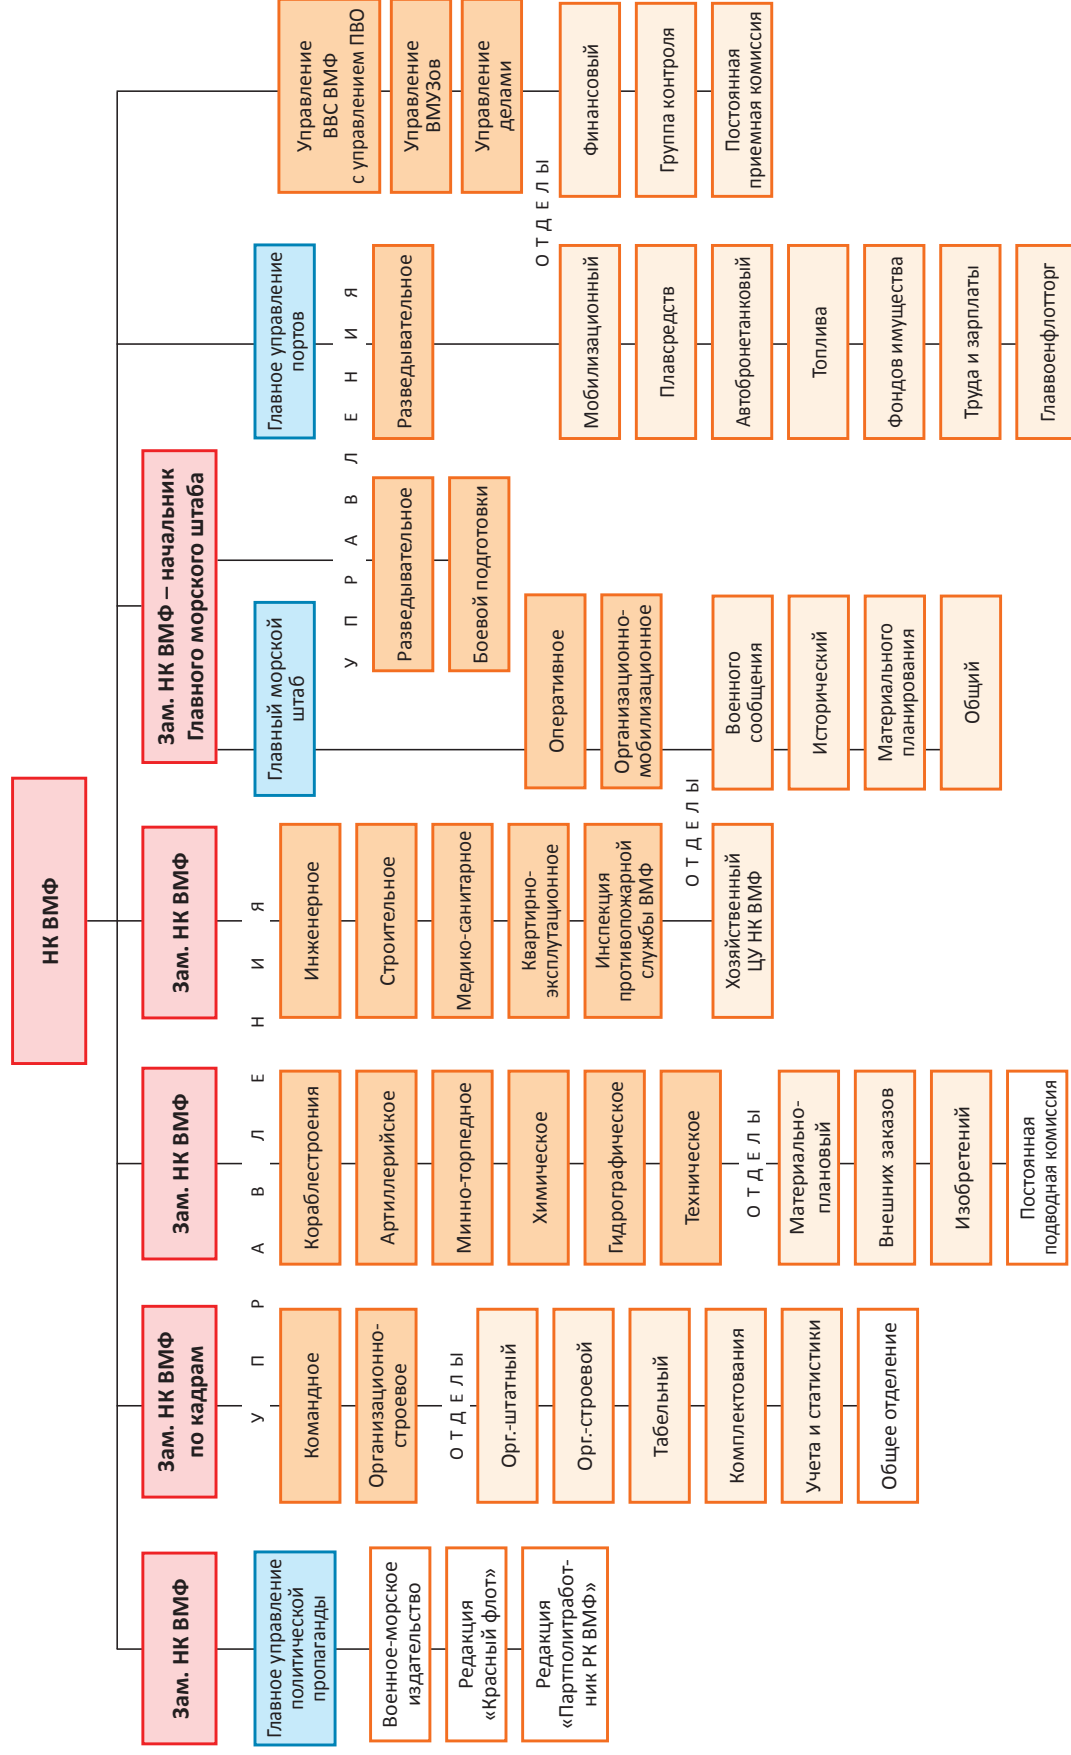 НК ВМФ
Зам. НК ВМФ
Главное управление
политической
пропаганды
Военное-морское
издательство
Редакция
«Красный флот»
Редакция
«Партполитработ-
ник РК ВМФ»
Зам. НК ВМФ
по кадрам
У П Р А В Л Е Н И Я
Командное
Организационно-
строевое
ОТДЕЛЫ
Орг.-штатный
Орг.-строевой
Табельный
Комплектования
Учета и статистики
Общее отделение
Зам. НК ВМФ
Кораблестроения
Артиллерийское
Минно-торпедное
Химическое
Гидрографическое
Техническое
ОТДЕЛЫ
Материально-
плановый
Внешних заказов
Изобретений
Постоянная
подводная комиссия
Зам. НК ВМФ
Инженерное
Строительное
Медико-санитарное
Квартирно-
эксплутационное
Инспекция
противопожарной
службы ВМФ
ОТДЕЛЫ
Хозяйственный
ЦУ НК ВМФ
Зам. НК ВМФ – начальник
Главного морского штаба
Главный морской
штаб
У П Р А В Л Е Н И Я
Оперативное
Организационно-
мобилизационное
Военного
сообщения
Исторический
Материального
планирования
Общий
Разведывательное
Боевой подготовки
Главное управление
портов
Разведывательное
ОТДЕЛЫ
Мобилизационный
Плавсредств
Автобронетанковый
Топлива
Фондов имущества
Труда и зарплаты
Главвоенфлотторг
Управление
ВВС ВМФ
с управлением ПВО
Управление
ВМУЗов
Управление
делами
Финансовый
Группа контроля
Постоянная
приемная комиссия